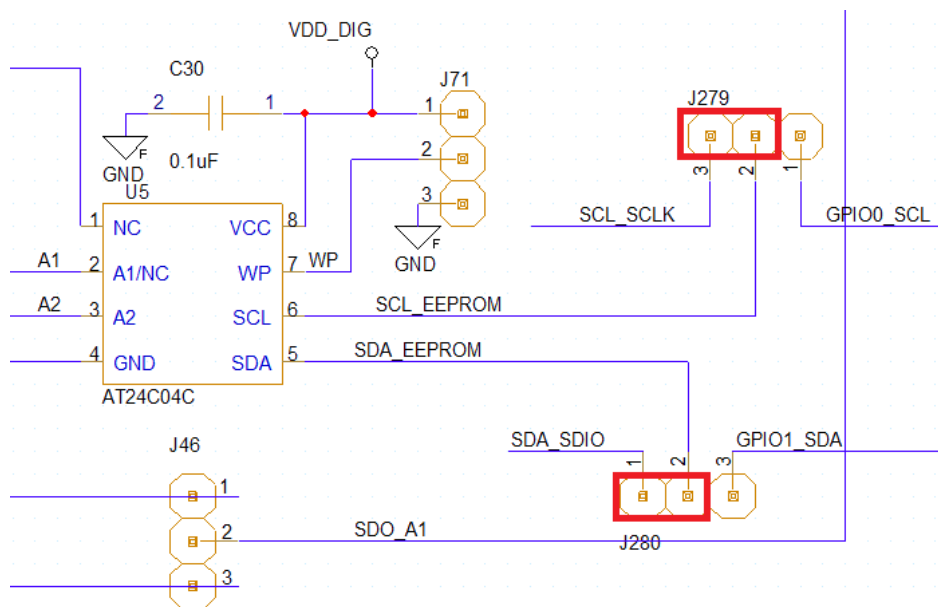 VDD_DIG
C30
2
1
GND
F
0.1uF
J71
1
2
3
GND
F
U5
1
NC
VCC
8
A1
2
A1/NC
WP
7
WP
A2
3
A2
SCL
6
SCL_EEPROM
4
GND
SDA
5
SDA_EEPROM
AT24C04C
J279
3
2
1
SCL_SCLK
GPIO0_SCL
SDA_SDIO
GPIO1_SDA
1
2
3
J280
J46
1
2
SDO_A1
3